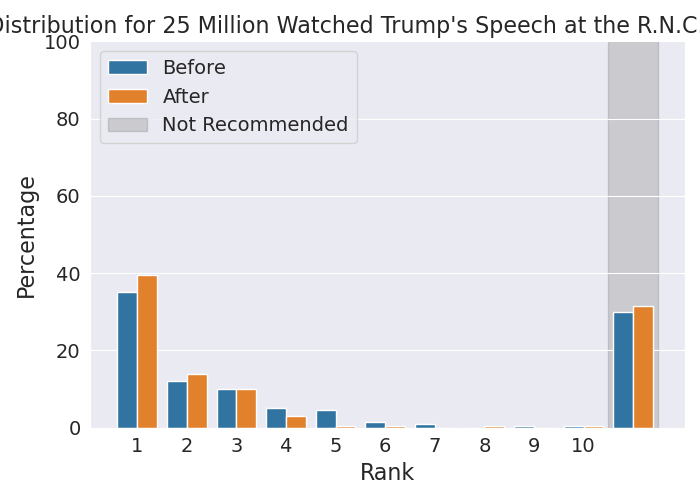 Distribution for 25 Million Watched Trump's Speech at the R.N.C.
100
80
60
40
20
0
Percentage
Before
After
Not Recommended
1 2 3 4 5 6 7 8 9 10
Rank